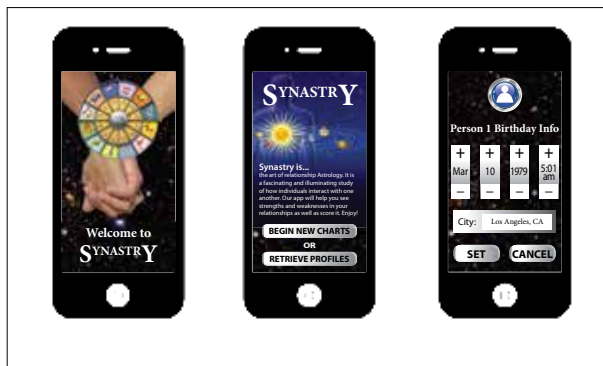 Welcome to
SYNASTRY
SYNASTRY
Synastry is...
the art of relationship Astrology. It is
a fascinating and illuminating study
of how individuals interact with one
another. Our app will help you see
strengths and weaknesses in your
relationships as well as score it. Enjoy!
BEGIN NEW CHARTS
OR
RETRIEVE PROFILES
Person 1 Birthday Info
+ + + +
Mar 10 1979 5:01 am
– – – –
City: Los Angeles, CA
SET CANCEL